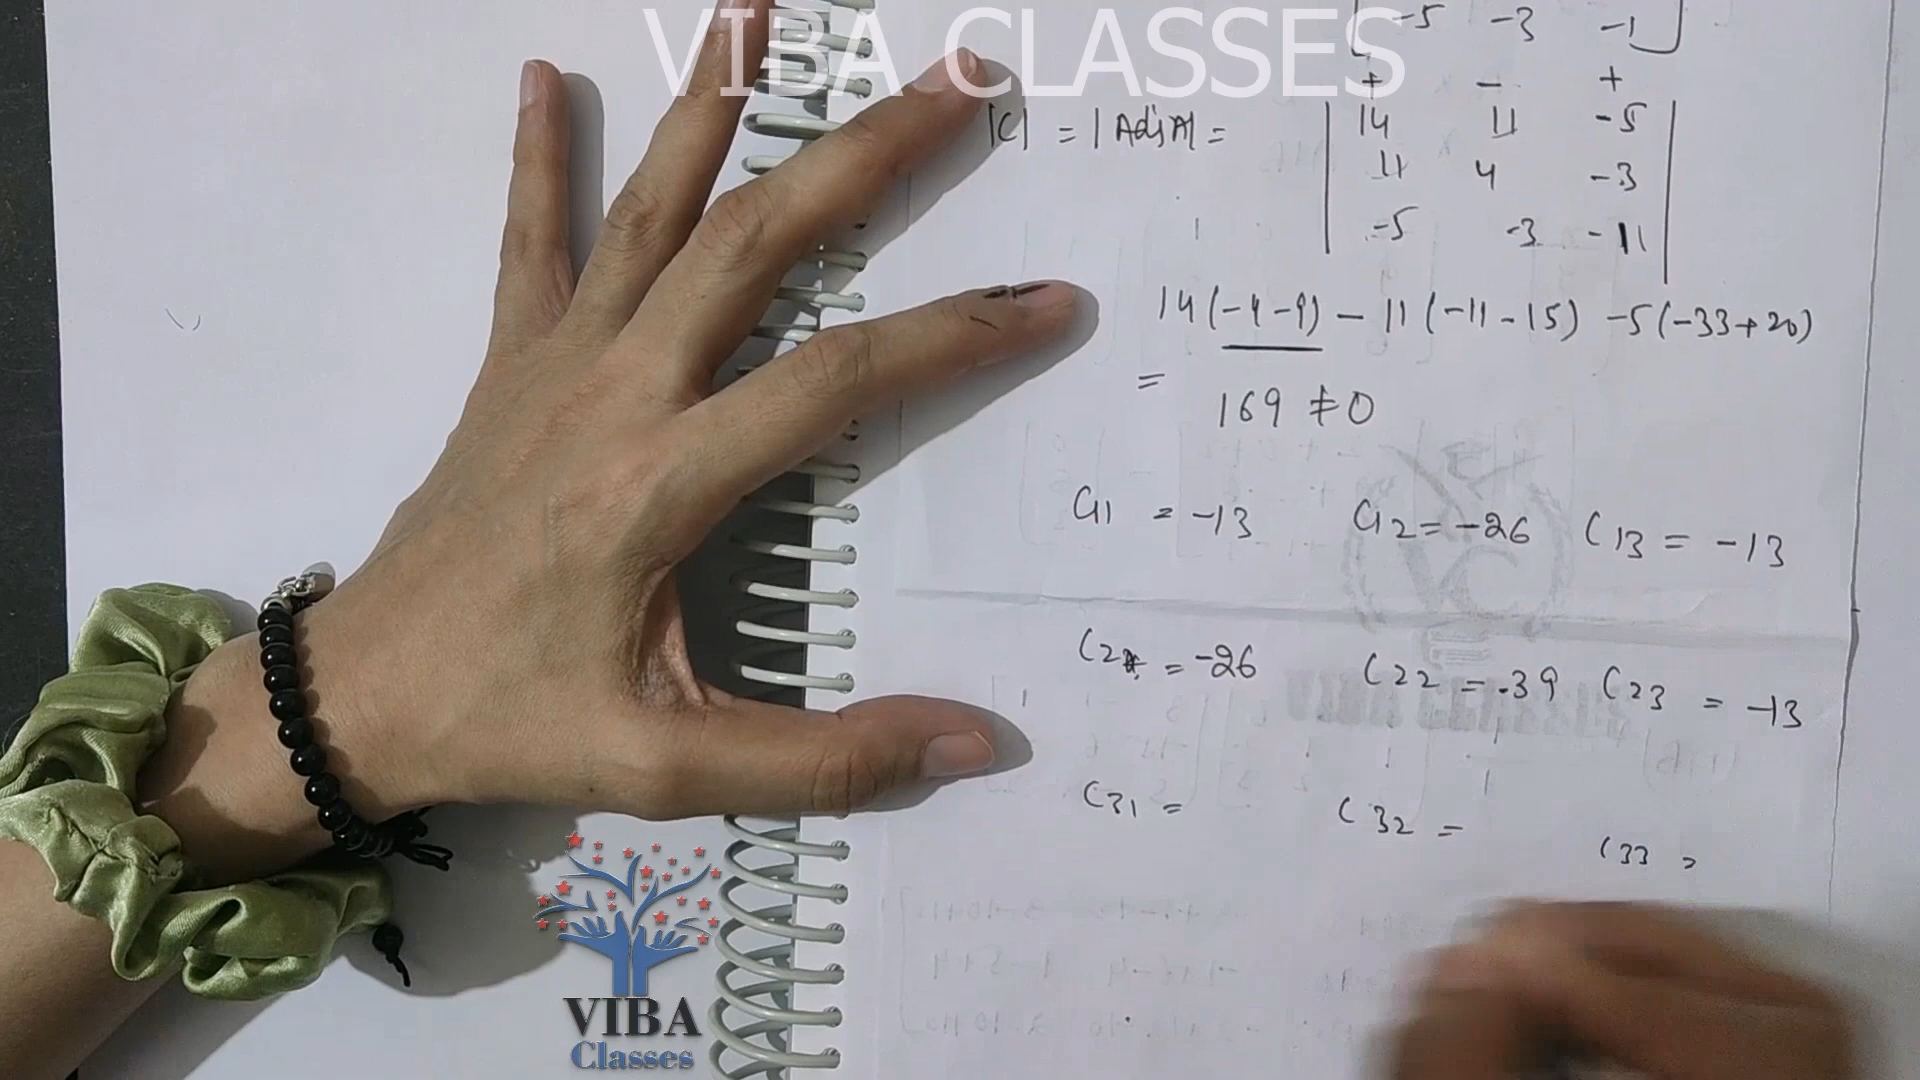 VIBA CLASSES
-5 -3 -1
+ - +
|C| = |AdjA| =
14 11 -5
11 4 -3
-5 -3 -11
14(-4-9) - 11(-11-15) -5(-33+20)
=
169 ≠ 0
C11 = -13 C12 = -26 C13 = -13
C21 = -26 C22 = -39 C23 = -13
C31 = C32 =
C33 =
VIBA
Classes